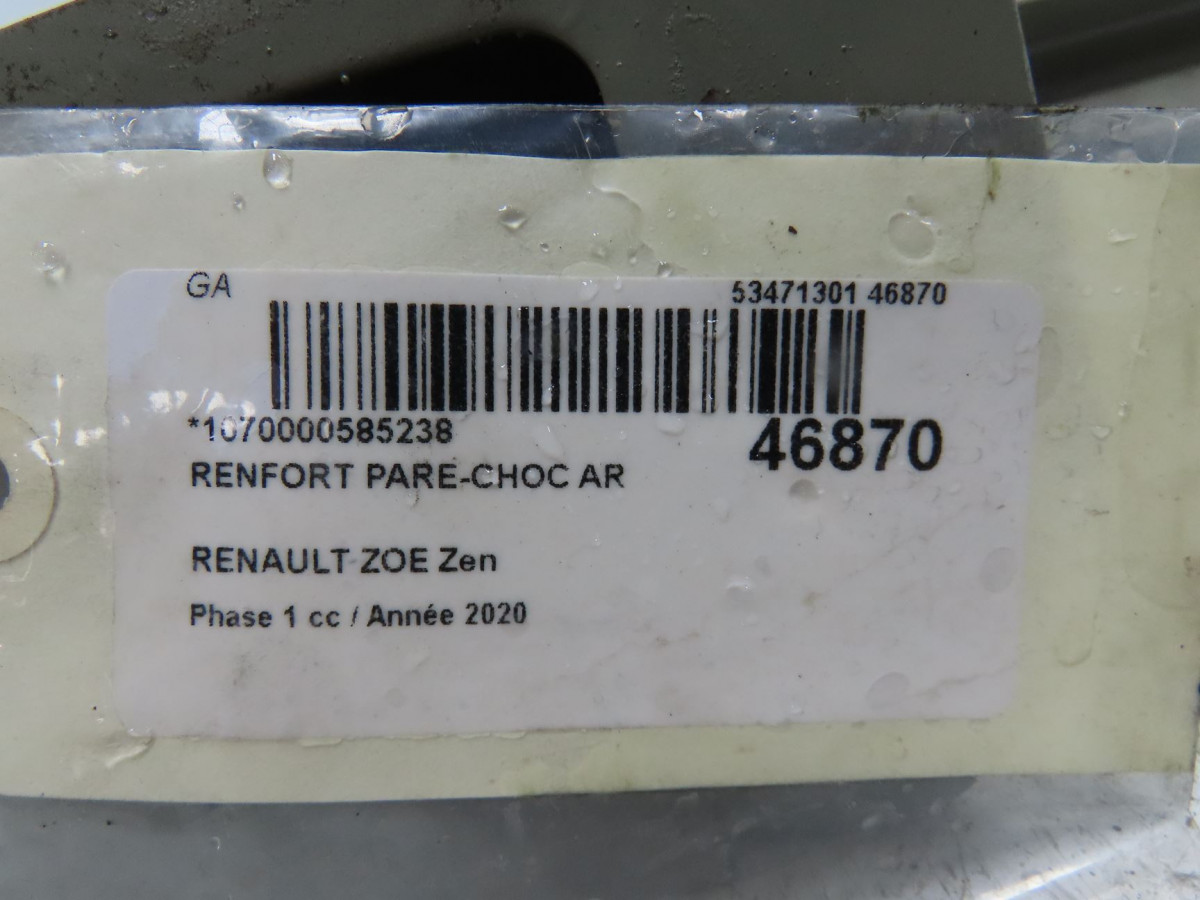 GA
53471301 46870
*1070000585238
46870
RENFORT PARE-CHOC AR
RENAULT ZOE Zen
Phase 1 cc / Année 2020